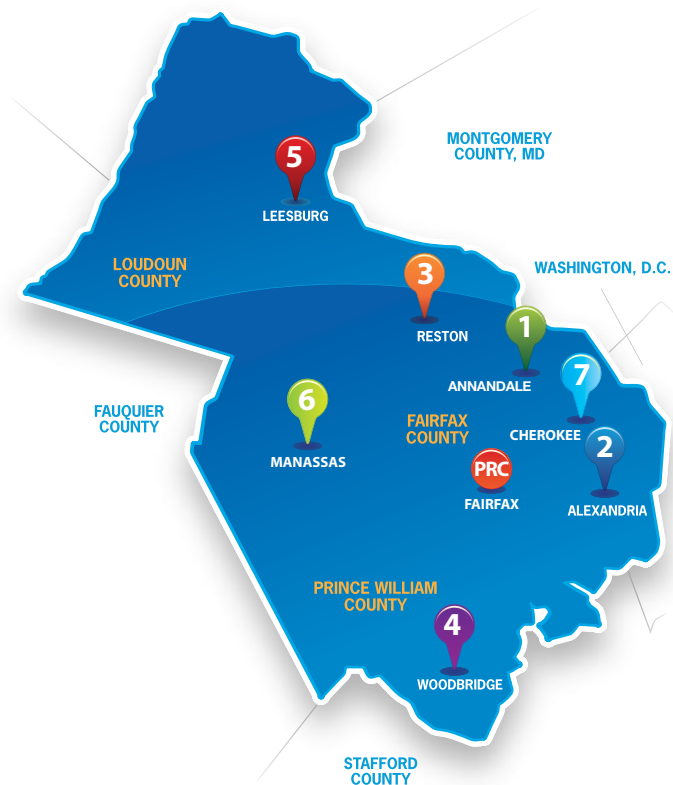 MONTGOMERY
COUNTY, MD
5
LEESBURG
LOUDOUN
COUNTY
WASHINGTON, D.C.
3
RESTON
1
ANNANDALE
7
CHEROKEE
6
MANASSAS
FAUQUIER
COUNTY
FAIRFAX
COUNTY
2
ALEXANDRIA
PRC
FAIRFAX
PRINCE WILLIAM
COUNTY
4
WOODBRIDGE
STAFFORD
COUNTY